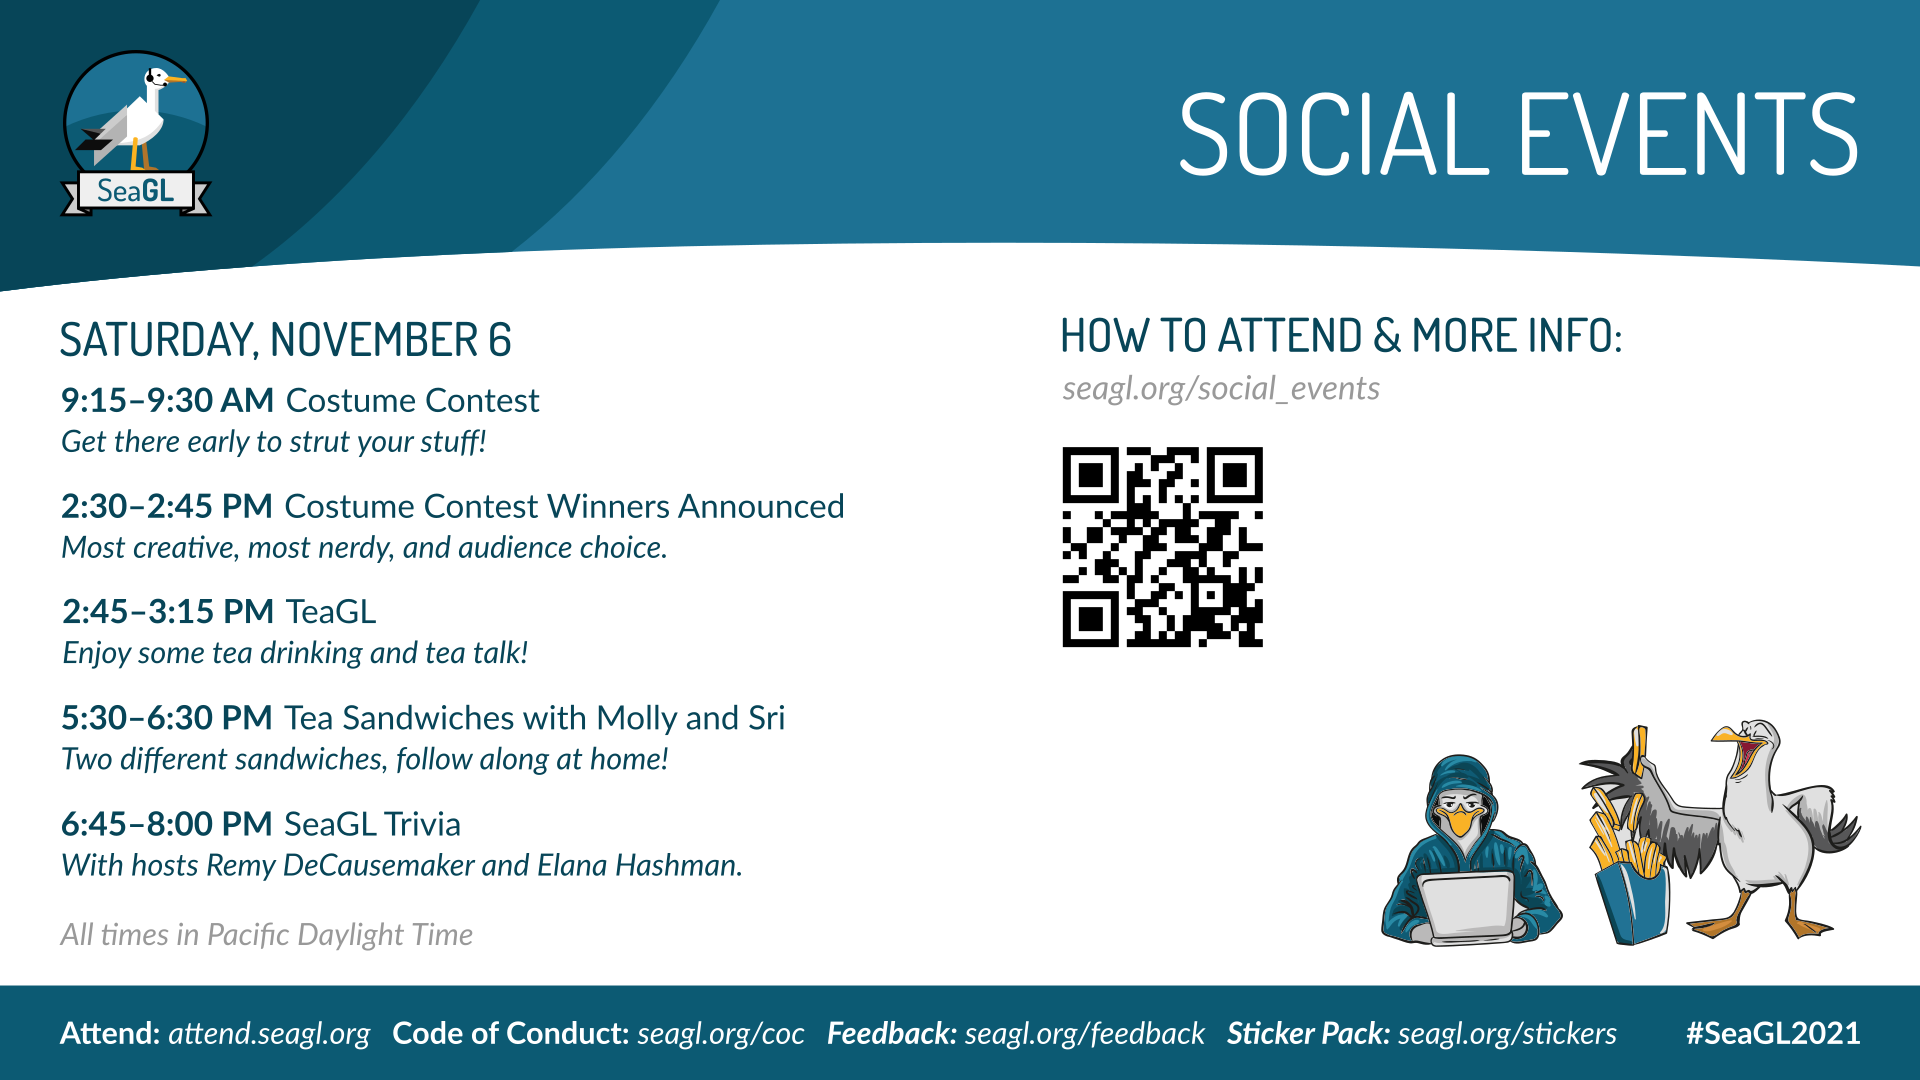 SeaGL
SOCIAL EVENTS
SATURDAY, NOVEMBER 6
9:15–9:30 AM Costume Contest
Get there early to strut your stuff!
2:30–2:45 PM Costume Contest Winners Announced
Most creative, most nerdy, and audience choice.
2:45–3:15 PM TeaGL
Enjoy some tea drinking and tea talk!
5:30–6:30 PM Tea Sandwiches with Molly and Sri
Two different sandwiches, follow along at home!
6:45–8:00 PM SeaGL Trivia
With hosts Remy DeCausemaker and Elana Hashman.
All times in Pacific Daylight Time
HOW TO ATTEND & MORE INFO:
seagl.org/social_events
Attend: attend.seagl.org Code of Conduct: seagl.org/coc Feedback: seagl.org/feedback Sticker Pack: seagl.org/stickers #SeaGL2021